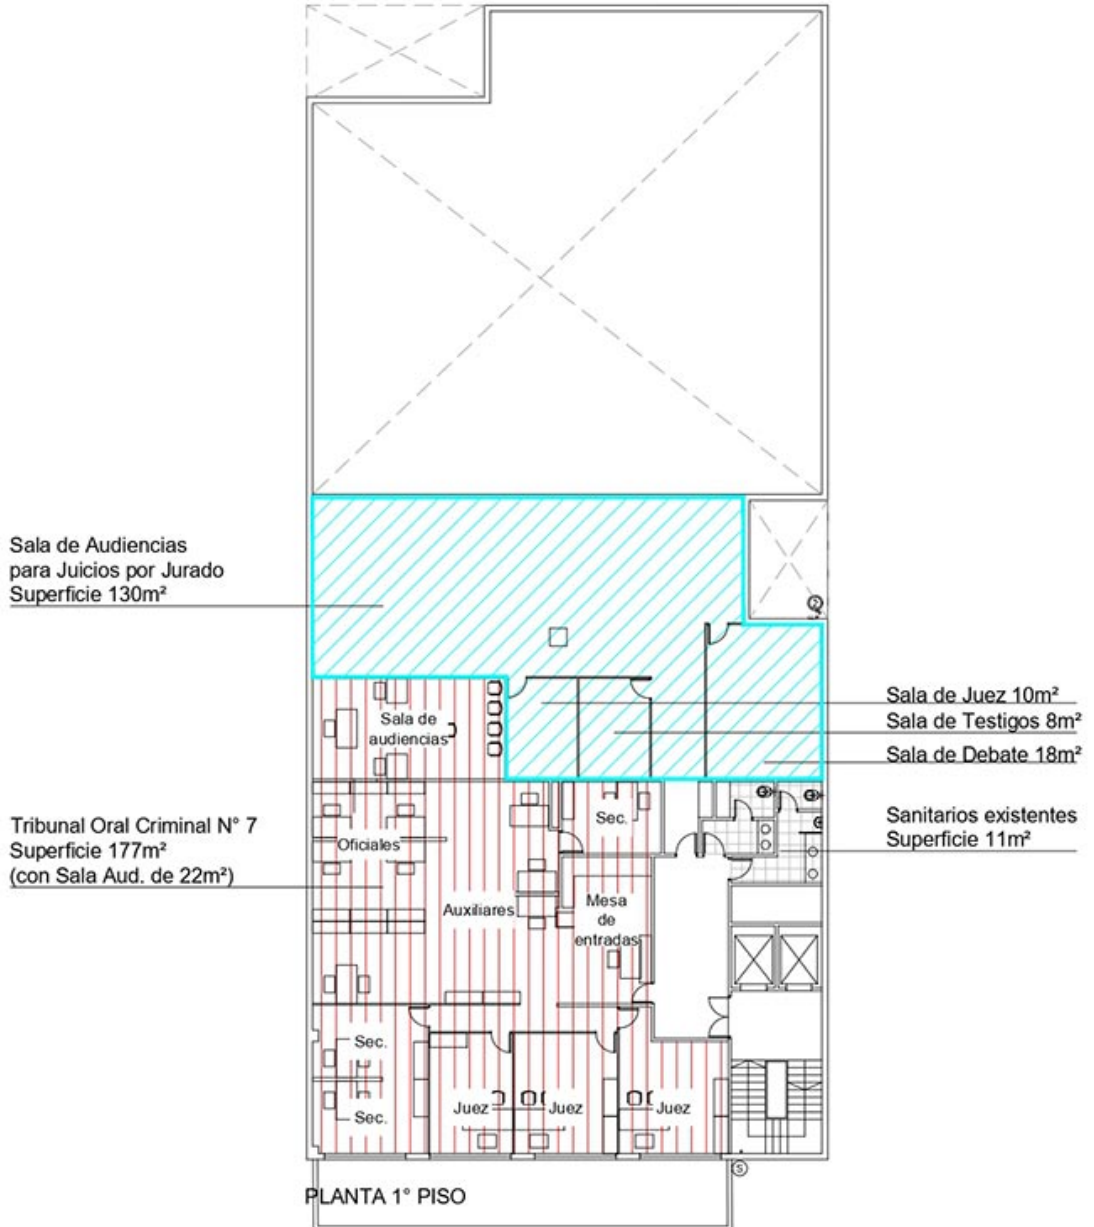 Sala de Audiencias
para Juicios por Jurado
Superficie 130m²
Sala de Juez 10m²
Sala de Testigos 8m²
Sala de Debate 18m²
Sala de
audiencias
Tribunal Oral Criminal N° 7
Superficie 177m²
(con Sala Aud. de 22m²)
Oficiales
Sec.
Sanitarios existentes
Superficie 11m²
Auxiliares
Mesa
de
entradas
Sec.
Sec.
Juez
Juez
Juez
S
PLANTA 1° PISO